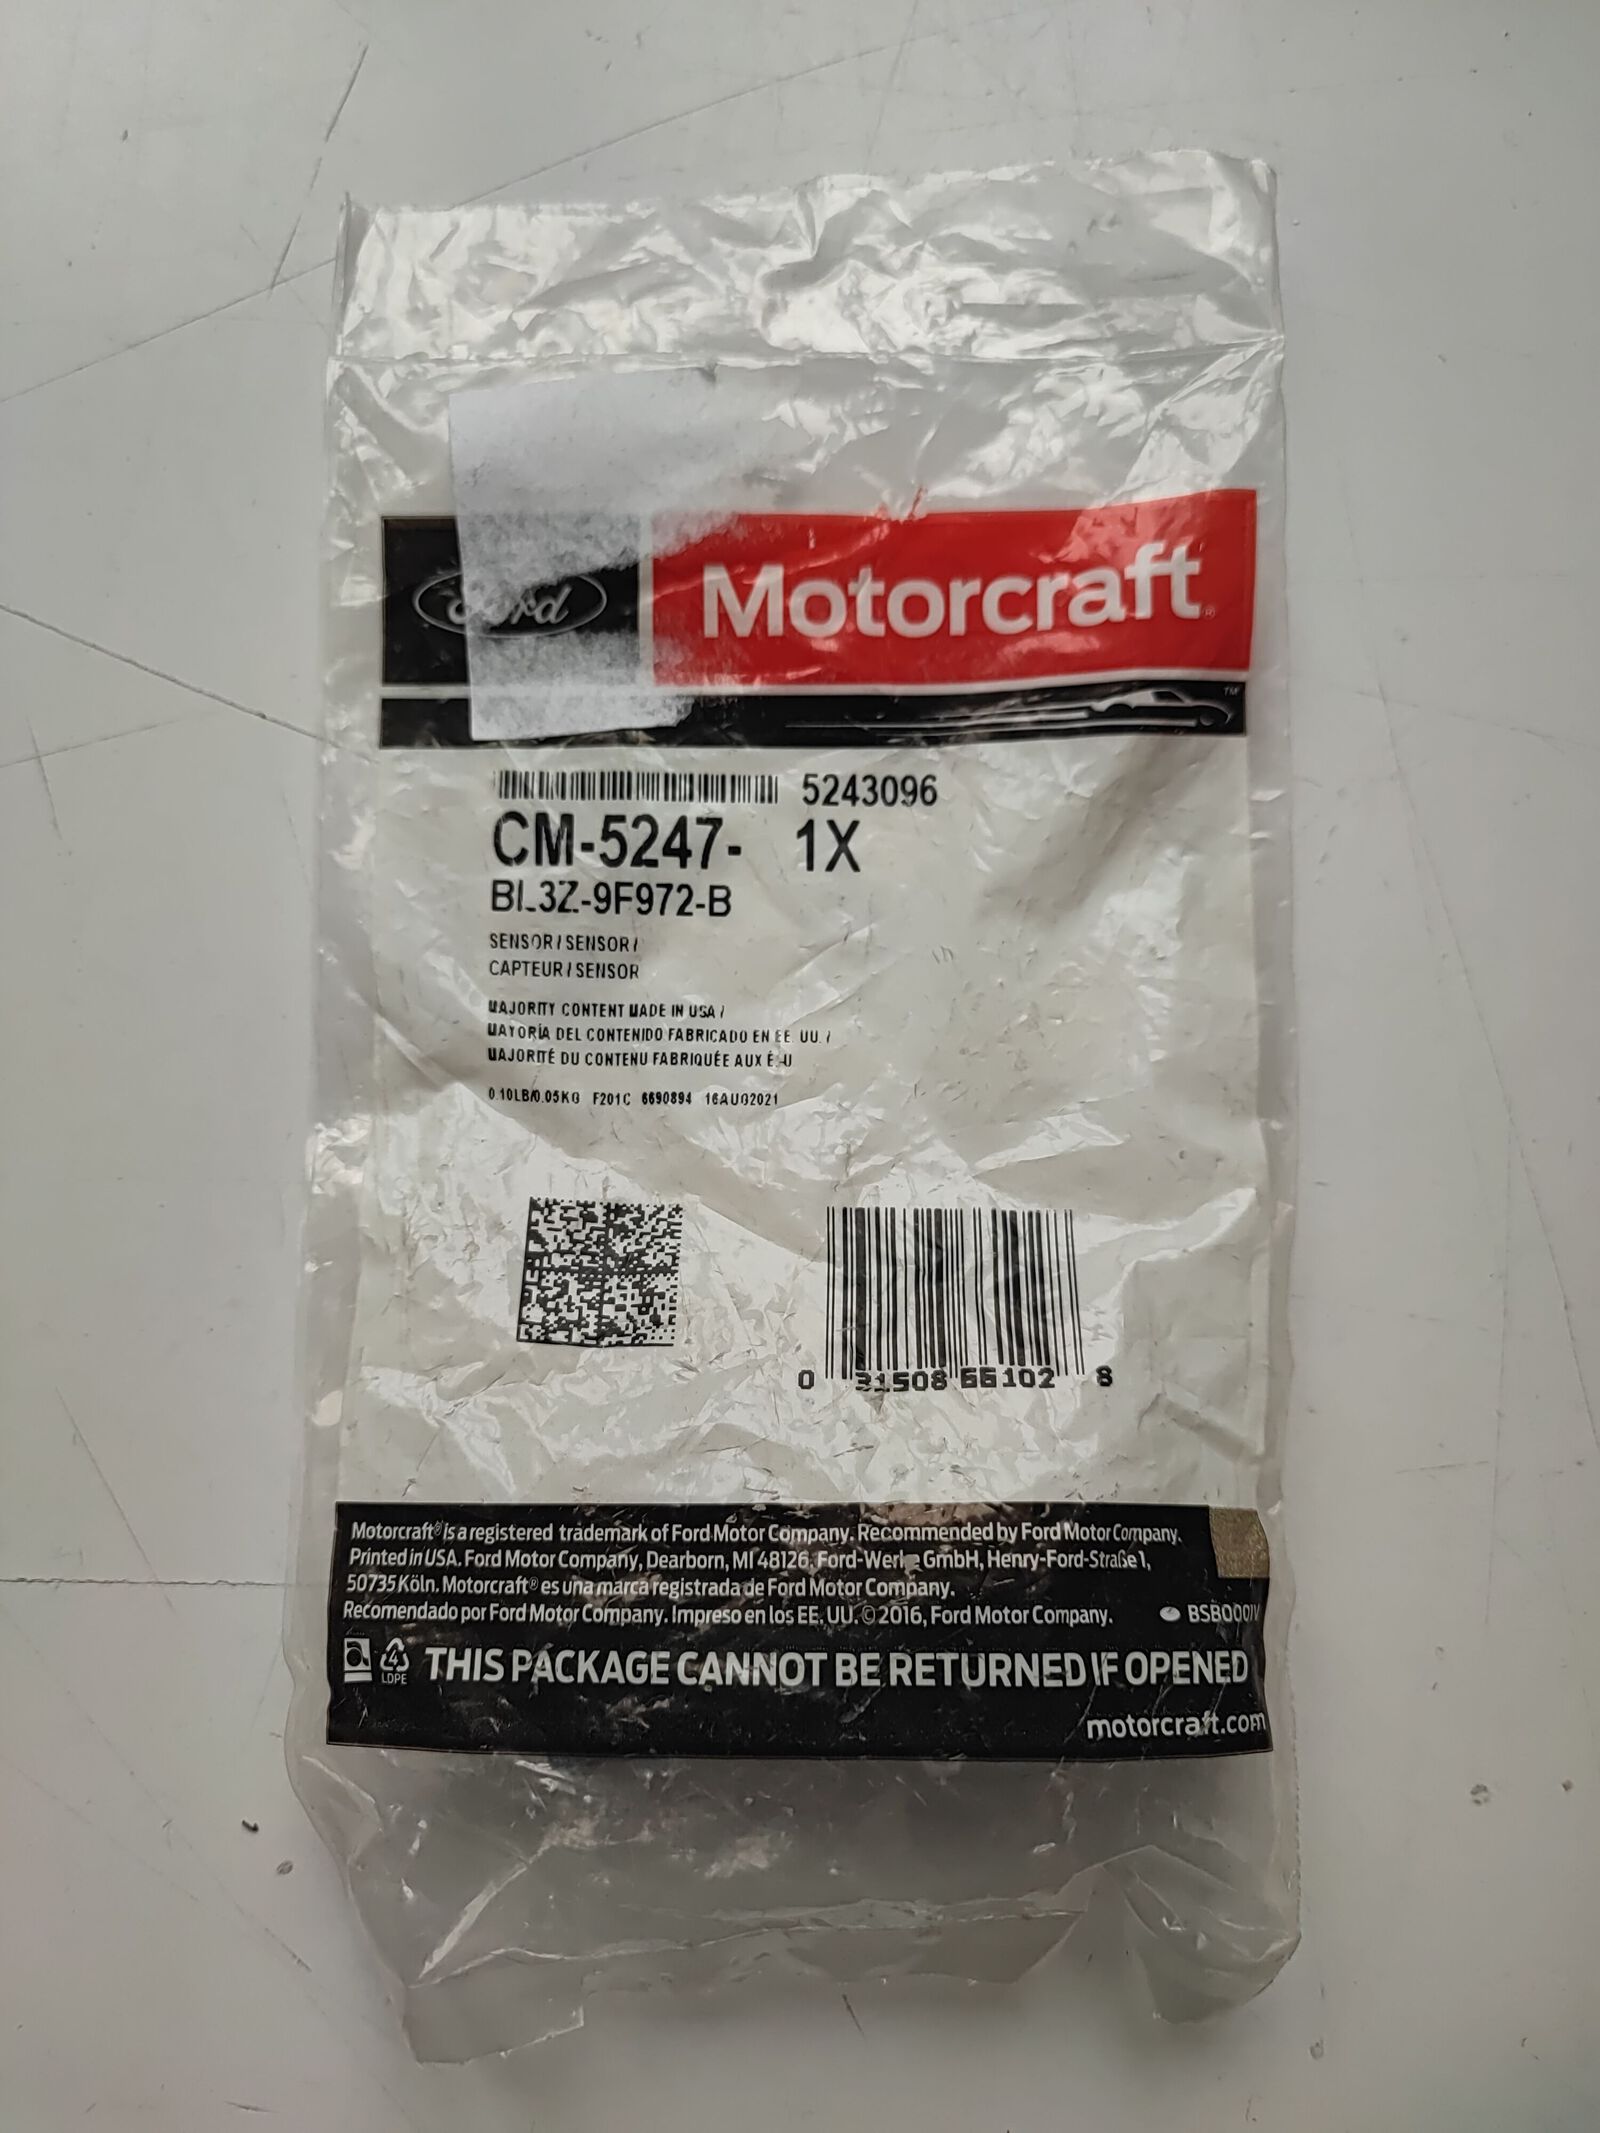 Ford
Motorcraft®
TM
5243096
CM-5247- 1X
BL3Z-9F972-B
SENSOR / SENSOR /
CAPTEUR / SENSOR
MAJORITY CONTENT MADE IN USA /
MAYORÍA DEL CONTENIDO FABRICADO EN EE. UU. /
MAJORITÉ DU CONTENU FABRIQUÉE AUX É.-U
0.10LB/0.05KG F201C 6690894 16AUG2021
0 31508 66102 8
Motorcraft® is a registered trademark of Ford Motor Company. Recommended by Ford Motor Company.
Printed in USA. Ford Motor Company, Dearborn, MI 48126. Ford-Werke GmbH, Henry-Ford-Straße 1,
50735 Köln. Motorcraft® es una marca registrada de Ford Motor Company.
Recomendado por Ford Motor Company. Impreso en los EE. UU. © 2016, Ford Motor Company.
4
LDPE
THIS PACKAGE CANNOT BE RETURNED IF OPENED
motorcraft.com